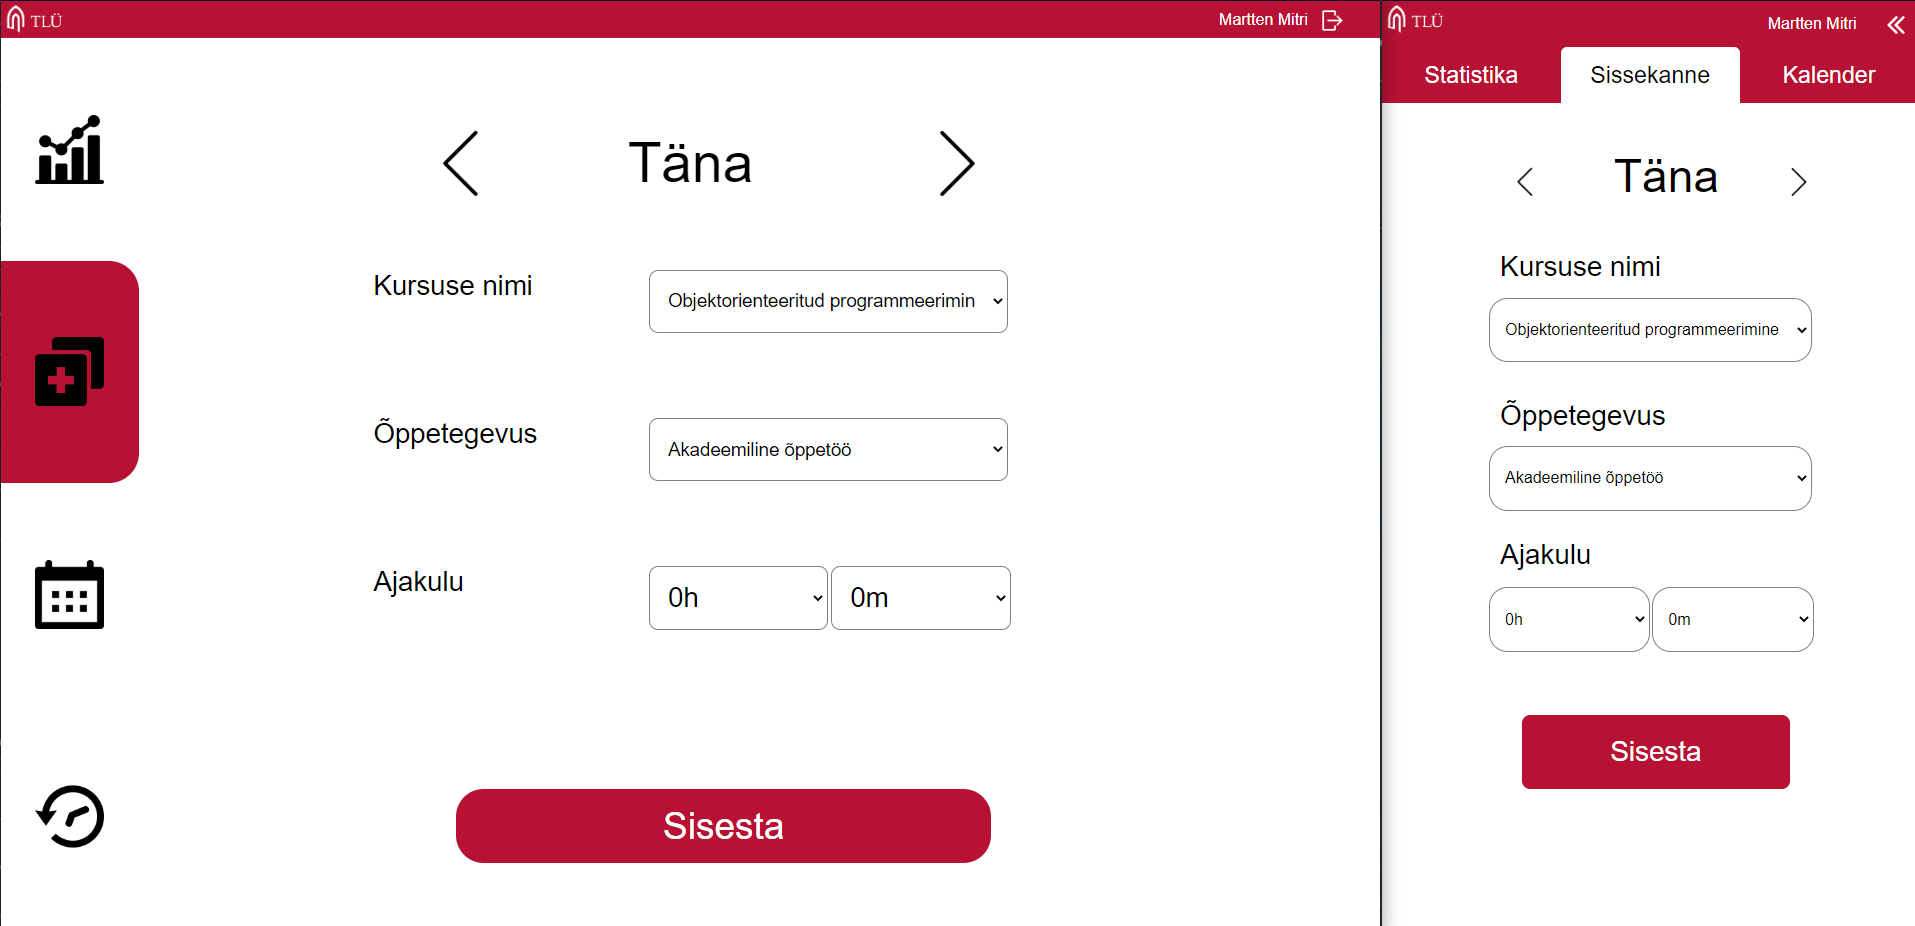 TLÜ
Martten Mitri
Täna
Kursuse nimi
Objektorienteeritud programmeerimin
Õppetegevus
Akadeemiline õppetöö
Ajakulu
0h
0m
Sisesta
TLÜ
Martten Mitri
Statistika
Sissekanne
Kalender
Täna
Kursuse nimi
Objektorienteeritud programmeerimine
Õppetegevus
Akadeemiline õppetöö
Ajakulu
0h
0m
Sisesta